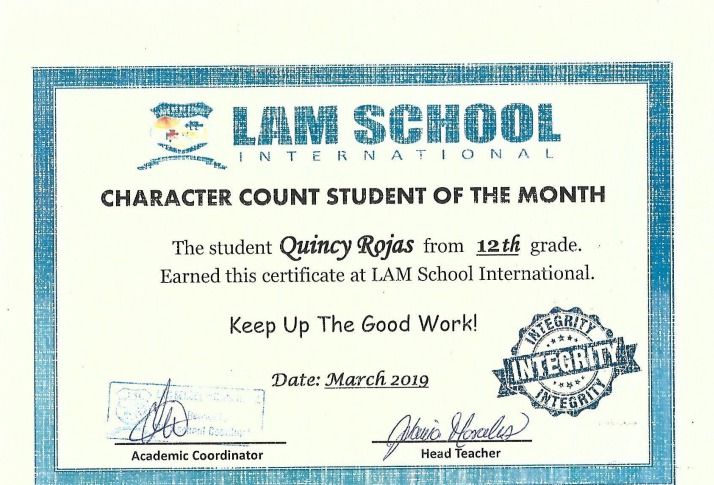 LAM SCHOOL
INTERNATIONAL
CHARACTER COUNT STUDENT OF THE MONTH
The student Quincy Rojas from 12th grade.
Earned this certificate at LAM School International.
Keep Up The Good Work!
INTEGRITY
INTEGRITY
INTEGRITY
Date: March 2019
Academic Coordinator
Head Teacher